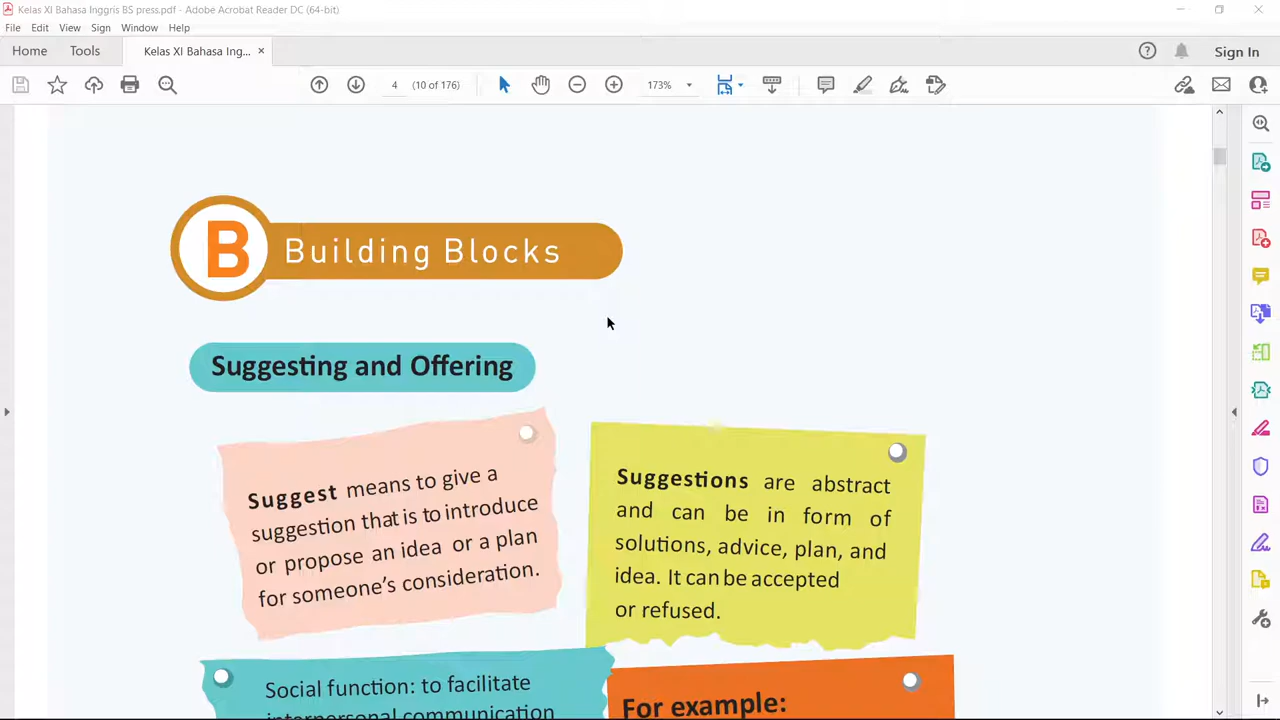 Kelas XI Bahasa Inggris BS press.pdf - Adobe Acrobat Reader DC (64-bit)
File Edit View Sign Window Help
Home Tools Kelas XI Bahasa Ing... × Sign In
4 (10 of 176) 173%
B Building Blocks
Suggesting and Offering
Suggest means to give a
suggestion that is to introduce
or propose an idea or a plan
for someone's consideration.
Suggestions are abstract
and can be in form of
solutions, advice, plan, and
idea. It can be accepted
or refused.
Social function: to facilitate
interpersonal communication
For example: